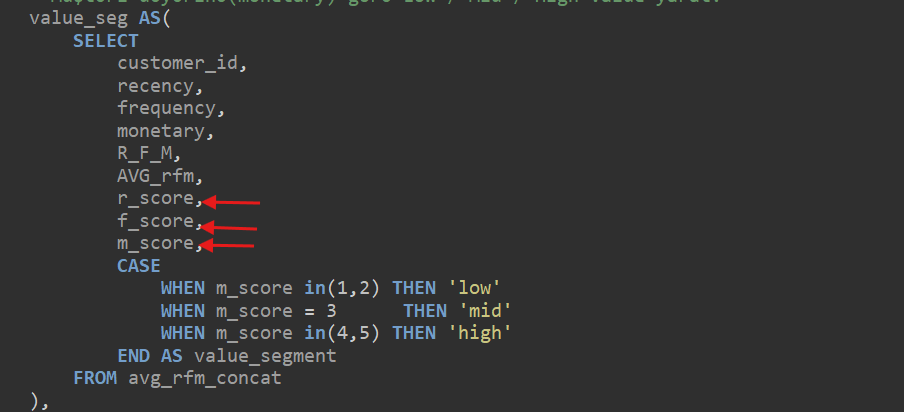 value_seg AS(
SELECT
customer_id,
recency,
frequency,
monetary,
R_F_M,
AVG_rfm,
r_score,
f_score,
m_score,
CASE
WHEN m_score in(1,2) THEN 'low'
WHEN m_score = 3 THEN 'mid'
WHEN m_score in(4,5) THEN 'high'
END AS value_segment
FROM avg_rfm_concat
),